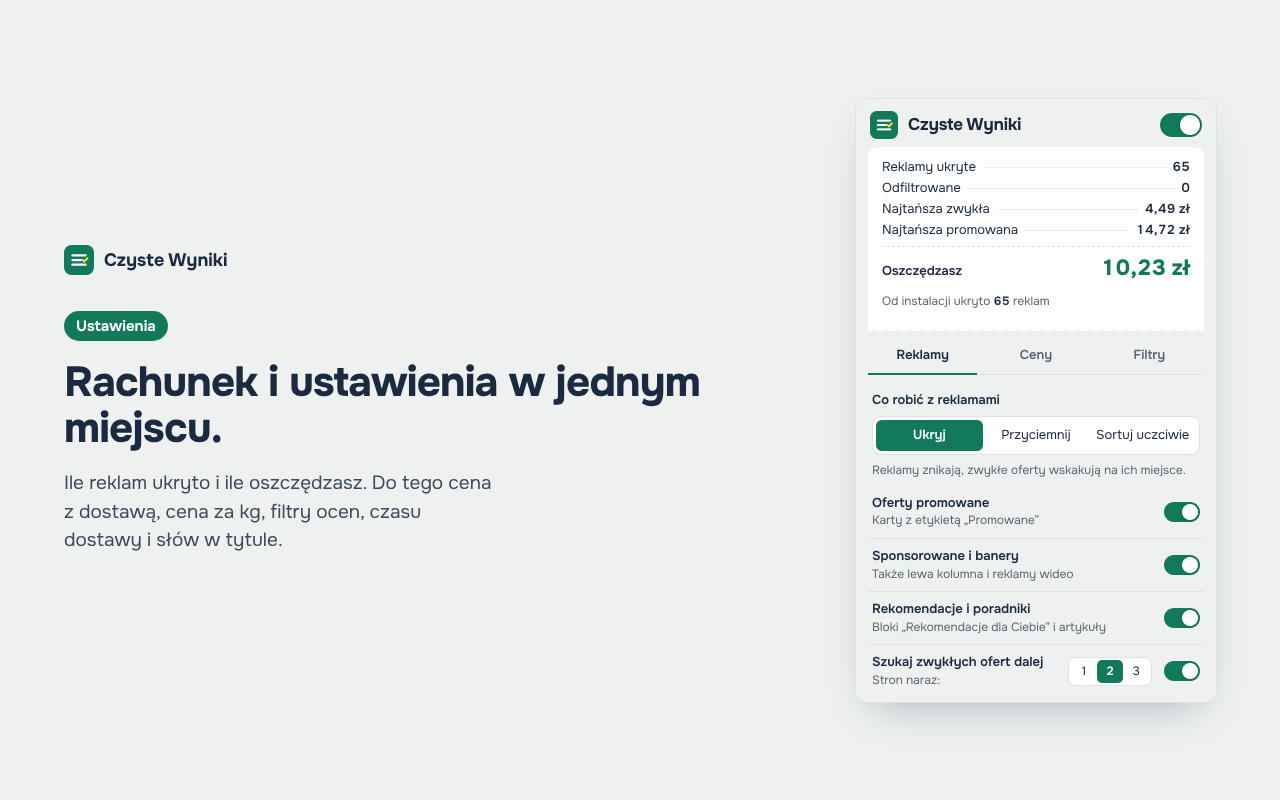 Czyste Wyniki
Ustawienia
Rachunek i ustawienia w jednym
miejscu.
Ile reklam ukryto i ile oszczędzasz. Do tego cena
z dostawą, cena za kg, filtry ocen, czasu
dostawy i słów w tytule.
Czyste Wyniki
Reklamy ukryte 65
Odfiltrowane 0
Najtańsza zwykła 4,49 zł
Najtańsza promowana 14,72 zł
Oszczędzasz 10,23 zł
Od instalacji ukryto 65 reklam
Reklamy Ceny Filtry
Co robić z reklamami
Ukryj Przyciemnij Sortuj uczciwie
Reklamy znikają, zwykłe oferty wskakują na ich miejsce.
Oferty promowane
Karty z etykietą „Promowane”
Sponsorowane i banery
Także lewa kolumna i reklamy wideo
Rekomendacje i poradniki
Bloki „Rekomendacje dla Ciebie” i artykuły
Szukaj zwykłych ofert dalej
Stron naraz: 1 2 3